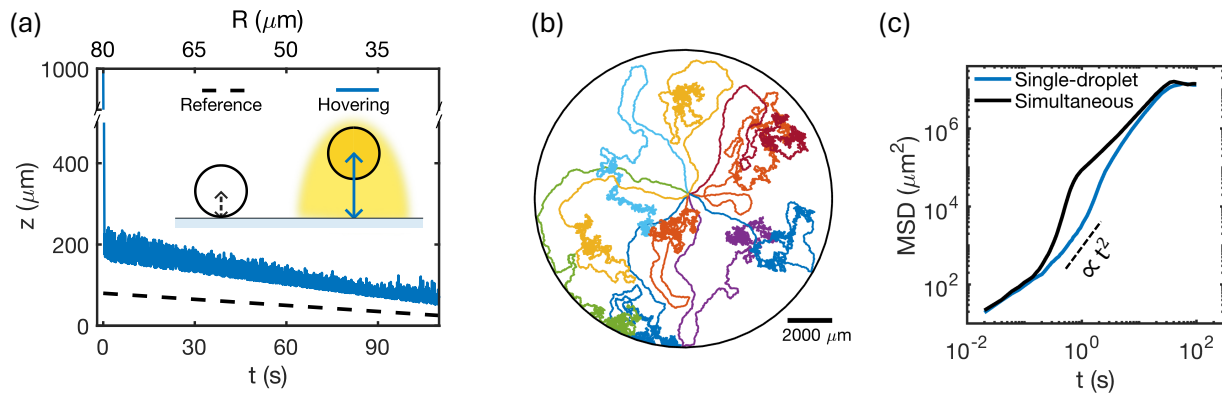 (a)
R (μm)
80 65 50 35
1000
Reference
Hovering
400
200
0
z (μm)
0 30 60 90
t (s)
(b)
2000 μm
(c)
Single-droplet
Simultaneous
10⁶
10⁴
10²
MSD (μm²)
∝ t²
10⁻² 10⁰ 10²
t (s)